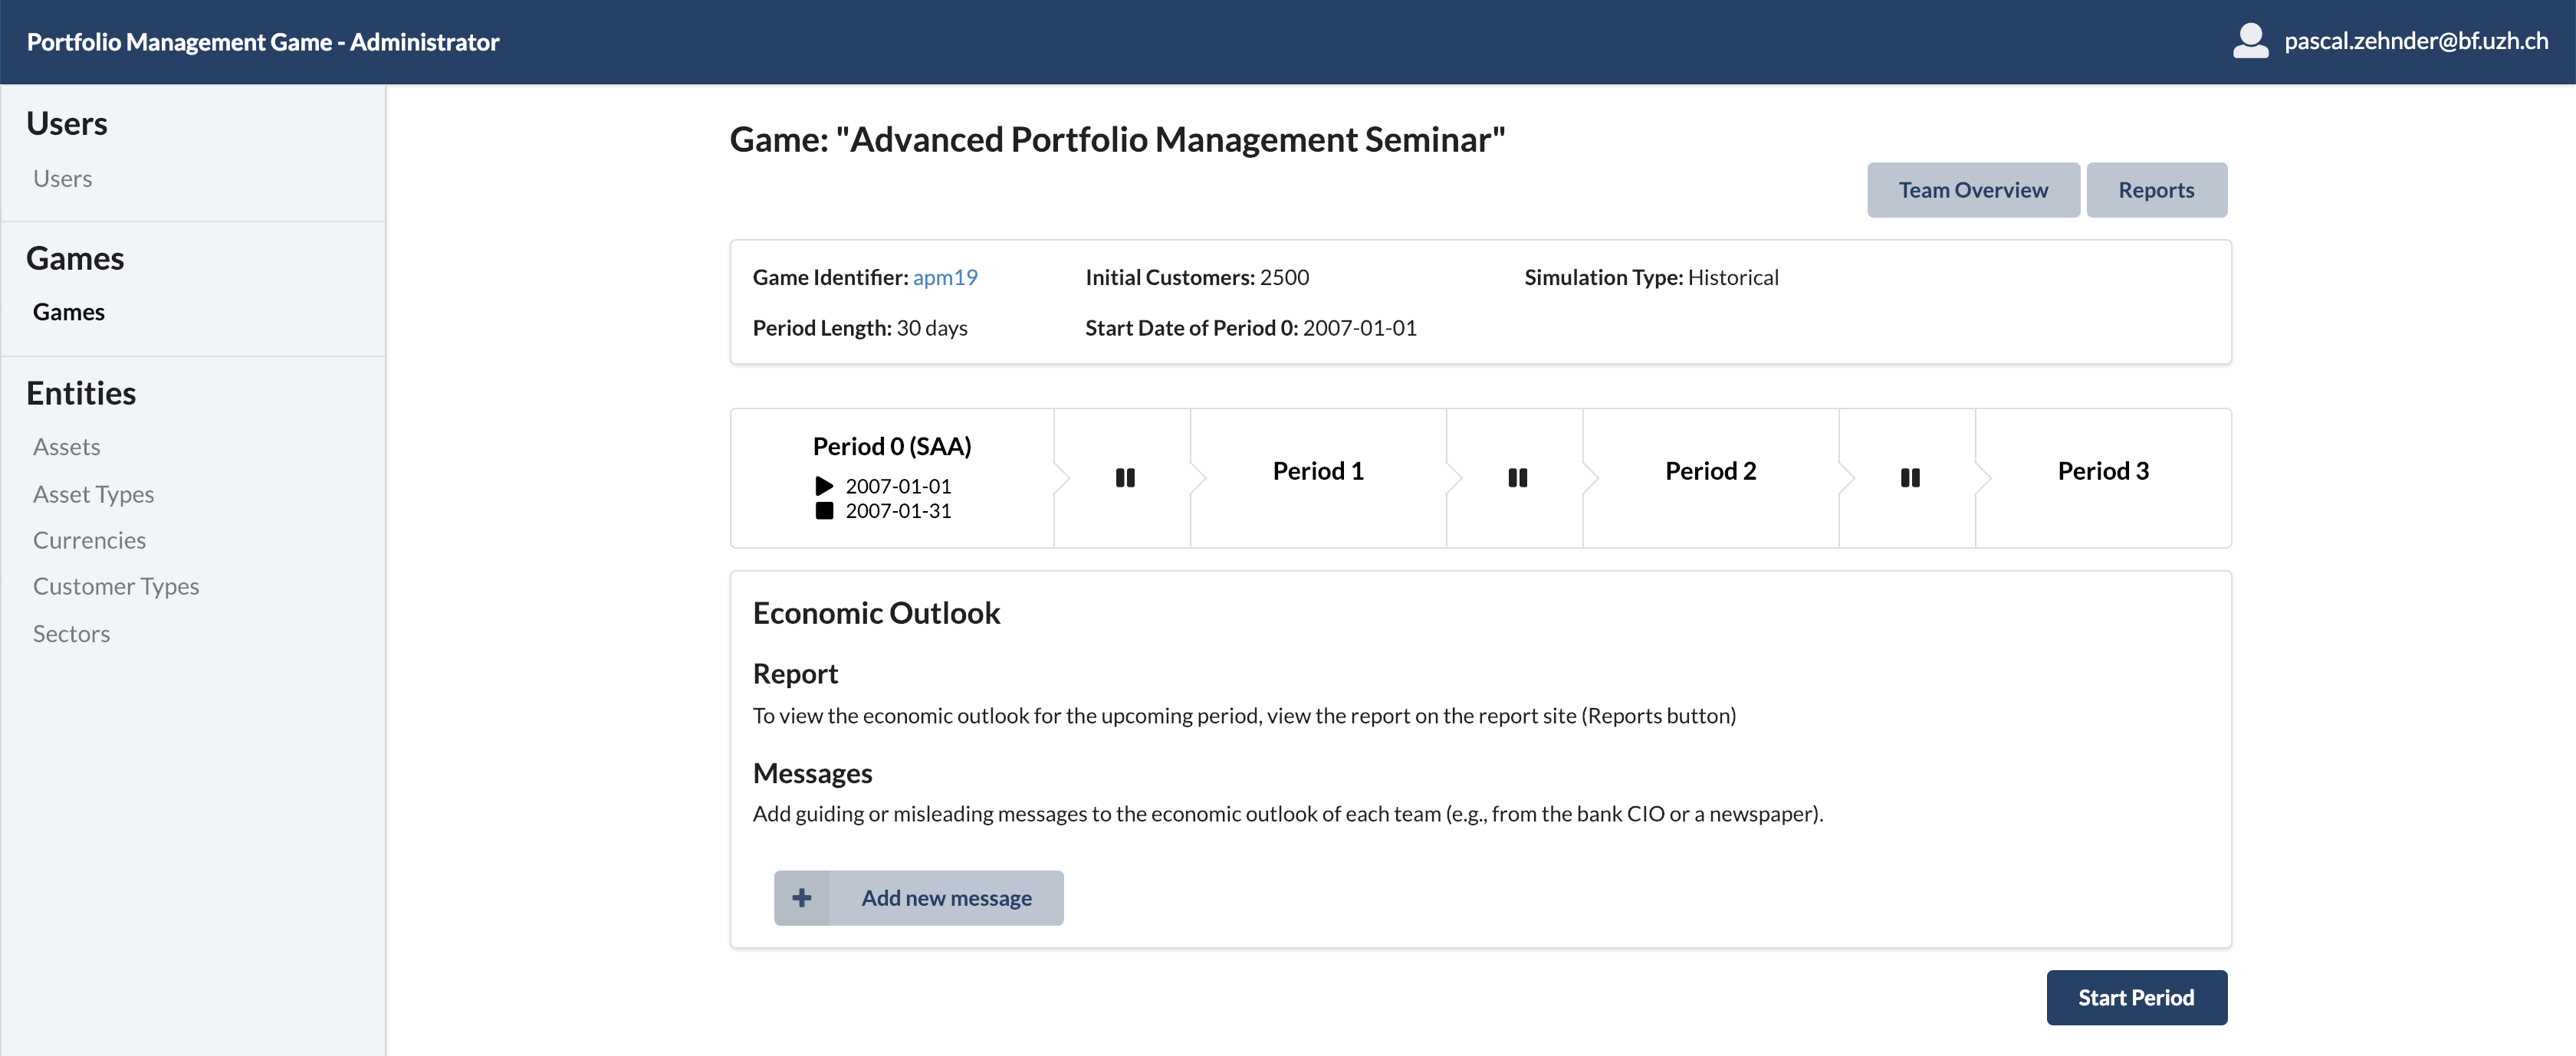 Portfolio Management Game - Administrator
pascal.zehnder@bf.uzh.ch
Users
Users
Games
Games
Entities
Assets
Asset Types
Currencies
Customer Types
Sectors
Game: "Advanced Portfolio Management Seminar"
Team Overview
Reports
Game Identifier: apm19
Initial Customers: 2500
Simulation Type: Historical
Period Length: 30 days
Start Date of Period 0: 2007-01-01
Period 0 (SAA)
2007-01-01
2007-01-31
Period 1
Period 2
Period 3
Economic Outlook
Report
To view the economic outlook for the upcoming period, view the report on the report site (Reports button)
Messages
Add guiding or misleading messages to the economic outlook of each team (e.g., from the bank CIO or a newspaper).
Add new message
Start Period